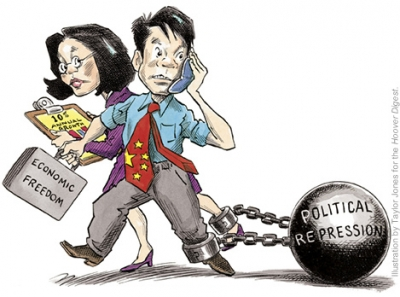 10%
ANNUAL
GROWTH
ECONOMIC
FREEDOM
POLITICAL
REPRESSION
Illustration by Taylor Jones for the Hoover Digest.